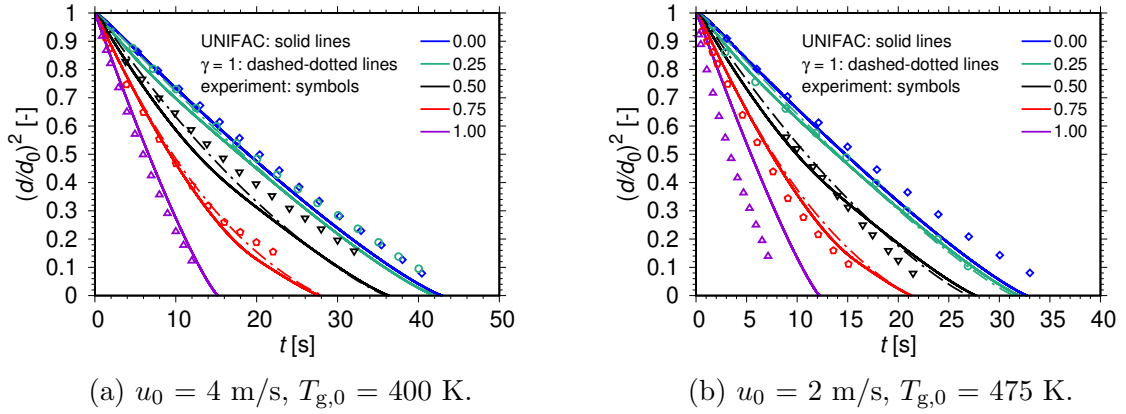 1
0.9
0.8
0.7
0.6
0.5
0.4
0.3
0.2
0.1
0
(d/d₀)² [-]
UNIFAC: solid lines
γ = 1: dashed-dotted lines
experiment: symbols
0.00
0.25
0.50
0.75
1.00
0 10 20 30 40 50
t [s]
(a) u₀ = 4 m/s, T_g,0 = 400 K.
1
0.9
0.8
0.7
0.6
0.5
0.4
0.3
0.2
0.1
0
(d/d₀)² [-]
UNIFAC: solid lines
γ = 1: dashed-dotted lines
experiment: symbols
0.00
0.25
0.50
0.75
1.00
0 5 10 15 20 25 30 35 40
t [s]
(b) u₀ = 2 m/s, T_g,0 = 475 K.